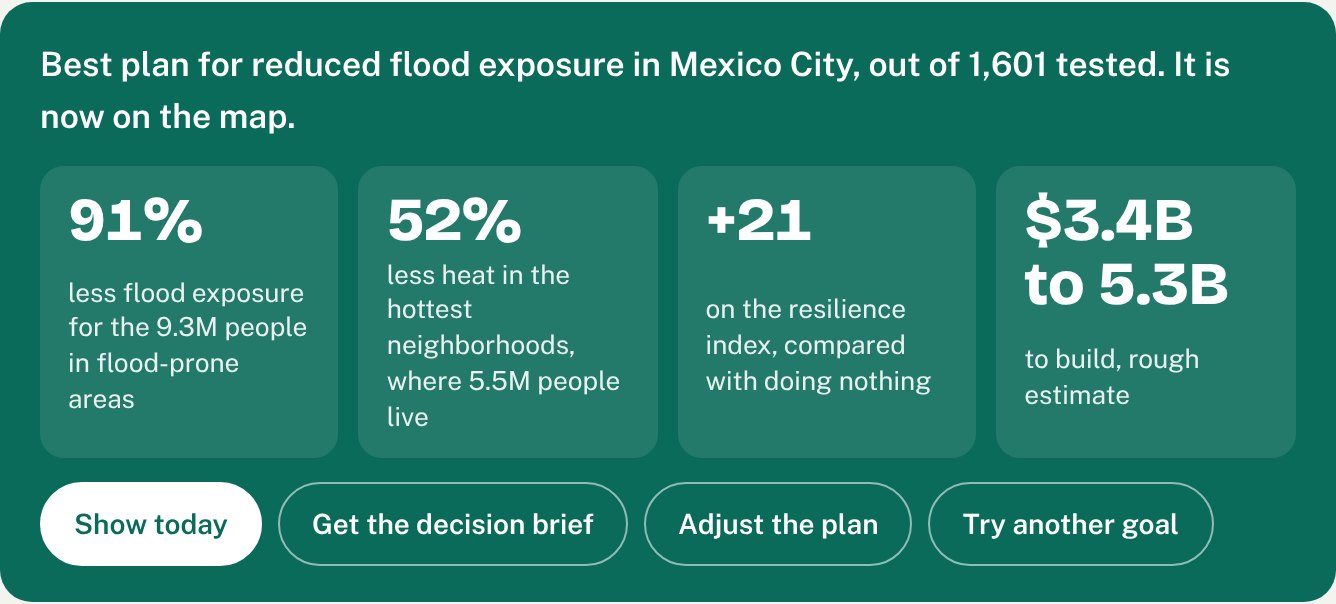 Best plan for reduced flood exposure in Mexico City, out of 1,601 tested. It is
now on the map.
91%
less flood exposure
for the 9.3M people
in flood-prone
areas
52%
less heat in the
hottest
neighborhoods,
where 5.5M people
live
+21
on the resilience
index, compared
with doing nothing
$3.4B
to 5.3B
to build, rough
estimate
Show today
Get the decision brief
Adjust the plan
Try another goal